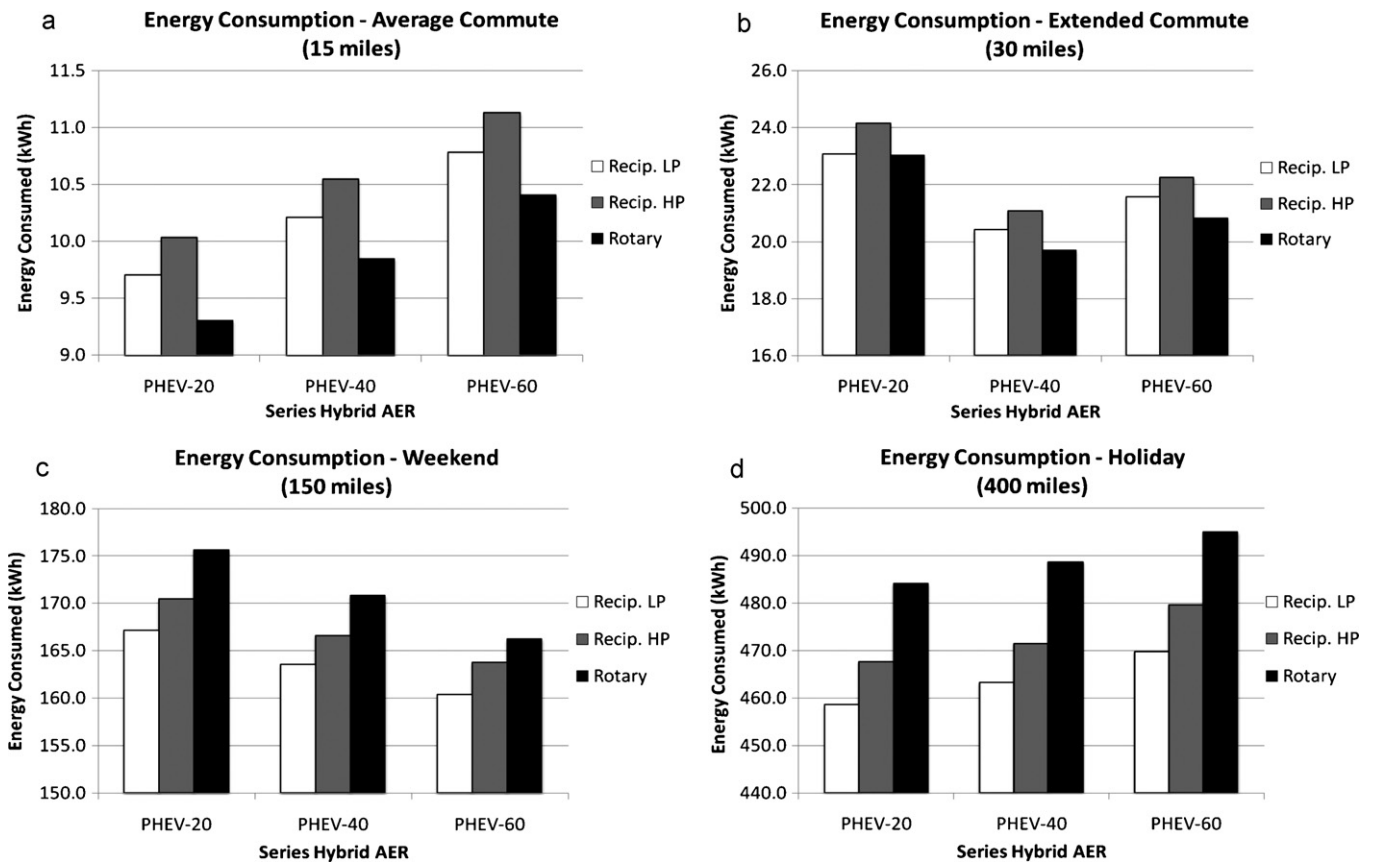 a
Energy Consumption - Average Commute
(15 miles)
Energy Consumed (kWh)
11.5
11.0
10.5
10.0
9.5
9.0
PHEV-20
PHEV-40
PHEV-60
Series Hybrid AER
Recip. LP
Recip. HP
Rotary
b
Energy Consumption - Extended Commute
(30 miles)
Energy Consumed (kWh)
26.0
24.0
22.0
20.0
18.0
16.0
PHEV-20
PHEV-40
PHEV-60
Series Hybrid AER
Recip. LP
Recip. HP
Rotary
c
Energy Consumption - Weekend
(150 miles)
Energy Consumed (kWh)
180.0
175.0
170.0
165.0
160.0
155.0
150.0
PHEV-20
PHEV-40
PHEV-60
Series Hybrid AER
Recip. LP
Recip. HP
Rotary
d
Energy Consumption - Holiday
(400 miles)
Energy Consumed (kWh)
500.0
490.0
480.0
470.0
460.0
450.0
440.0
PHEV-20
PHEV-40
PHEV-60
Series Hybrid AER
Recip. LP
Recip. HP
Rotary